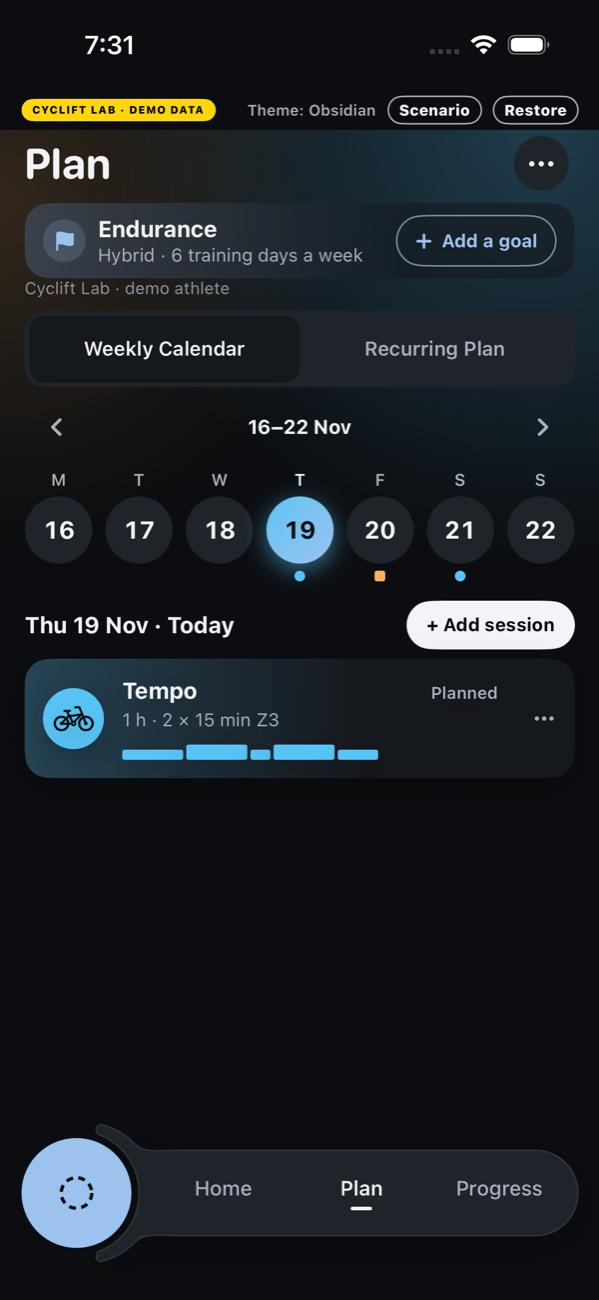 7:31
CYCLIFT LAB · DEMO DATA
Theme: Obsidian
Scenario
Restore
Plan
Endurance
Hybrid · 6 training days a week
+ Add a goal
Cyclift Lab · demo athlete
Weekly Calendar
Recurring Plan
16–22 Nov
M T W T F S S
16 17 18 19 20 21 22
Thu 19 Nov · Today
+ Add session
Tempo
Planned
1 h · 2 × 15 min Z3
Home
Plan
Progress